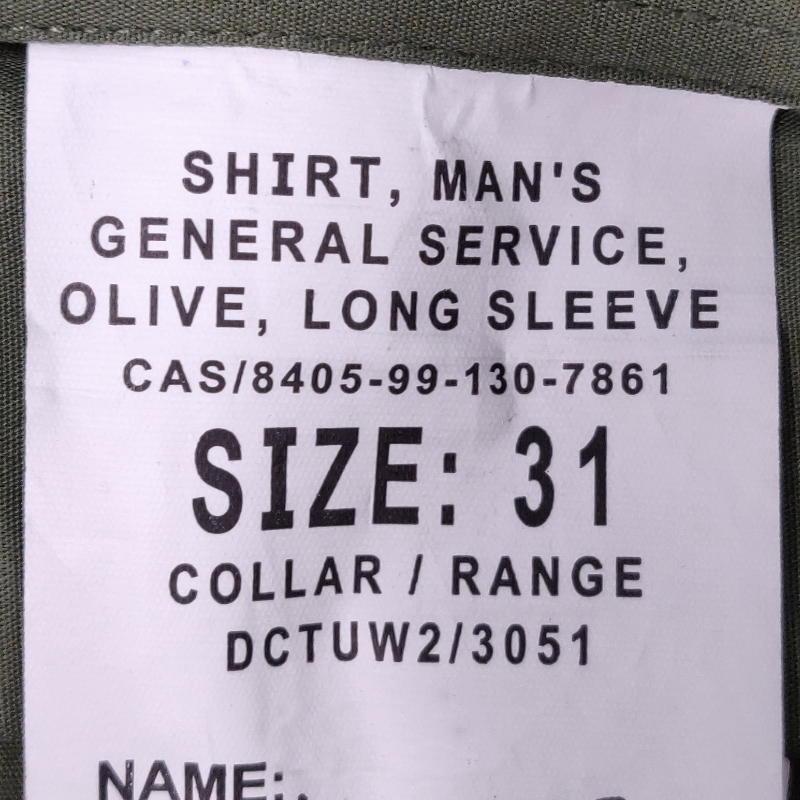 SHIRT, MAN'S
GENERAL SERVICE,
OLIVE, LONG SLEEVE
CAS/8405-99-130-7861
SIZE: 31
COLLAR / RANGE
DCTUW2/3051
NAME:.